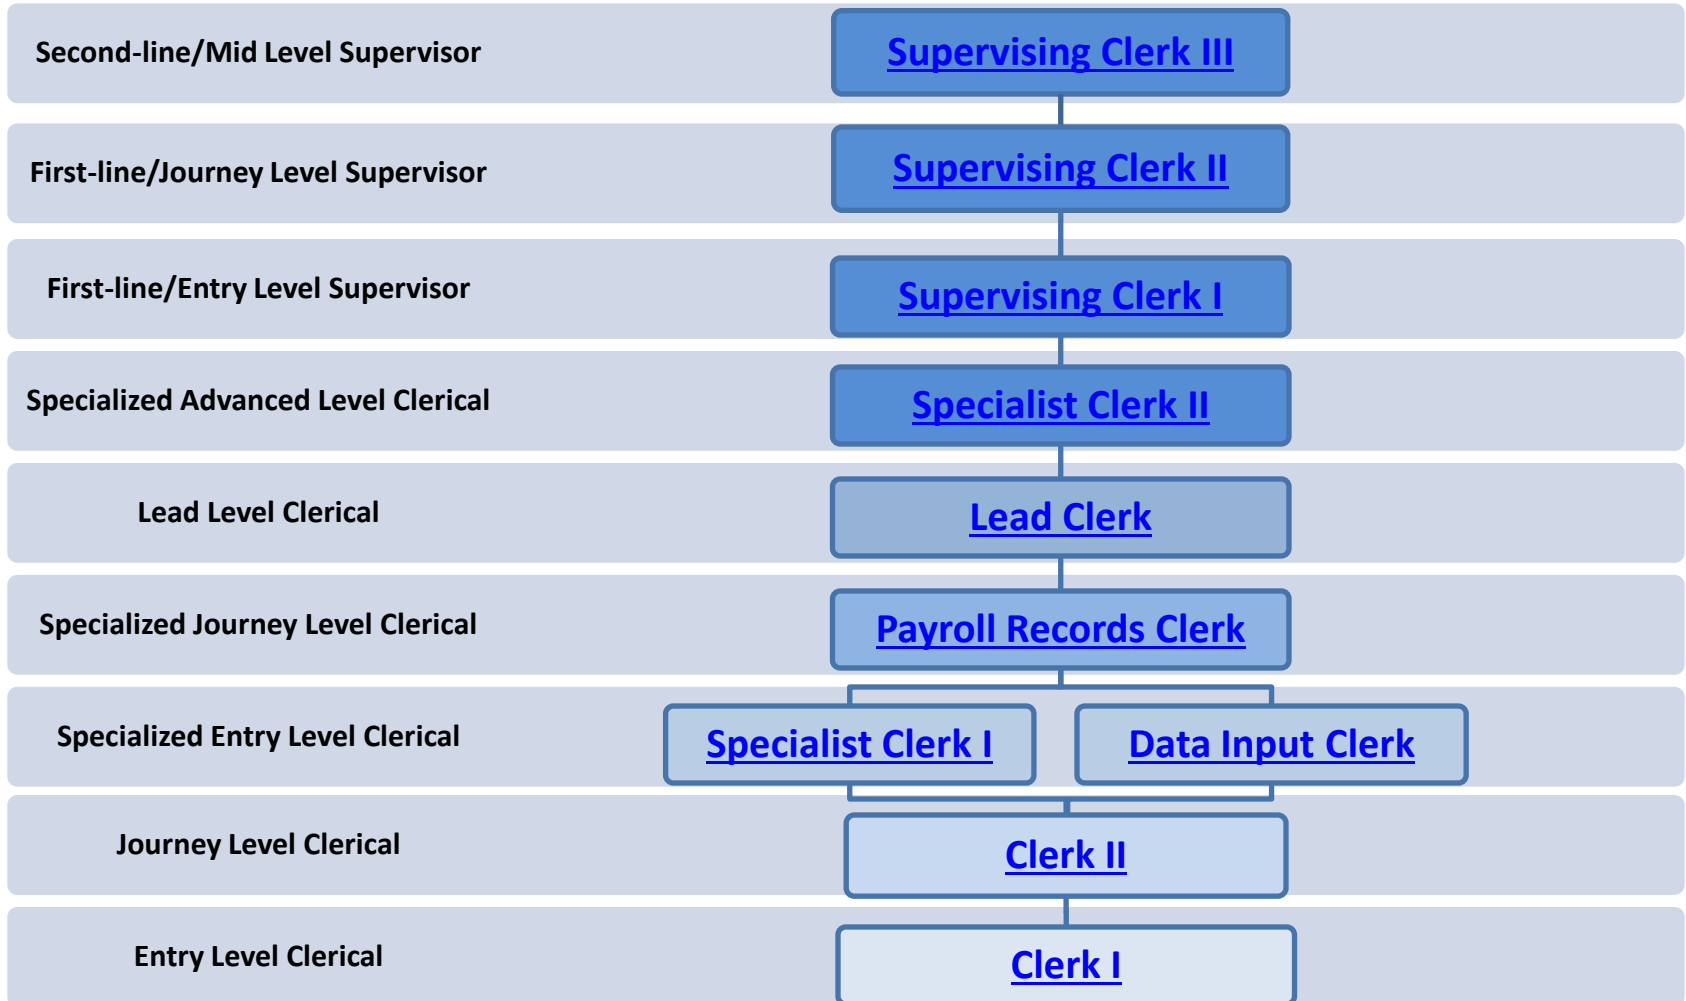 Second-line/Mid Level Supervisor
Supervising Clerk III
First-line/Journey Level Supervisor
Supervising Clerk II
First-line/Entry Level Supervisor
Supervising Clerk I
Specialized Advanced Level Clerical
Specialist Clerk II
Lead Level Clerical
Lead Clerk
Specialized Journey Level Clerical
Payroll Records Clerk
Specialized Entry Level Clerical
Specialist Clerk I
Data Input Clerk
Journey Level Clerical
Clerk II
Entry Level Clerical
Clerk I